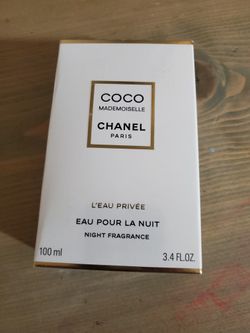 COCO
MADEMOISELLE
CHANEL
PARIS
L'EAU PRIVÉE
EAU POUR LA NUIT
NIGHT FRAGRANCE
100 ml
3.4 FL.OZ.